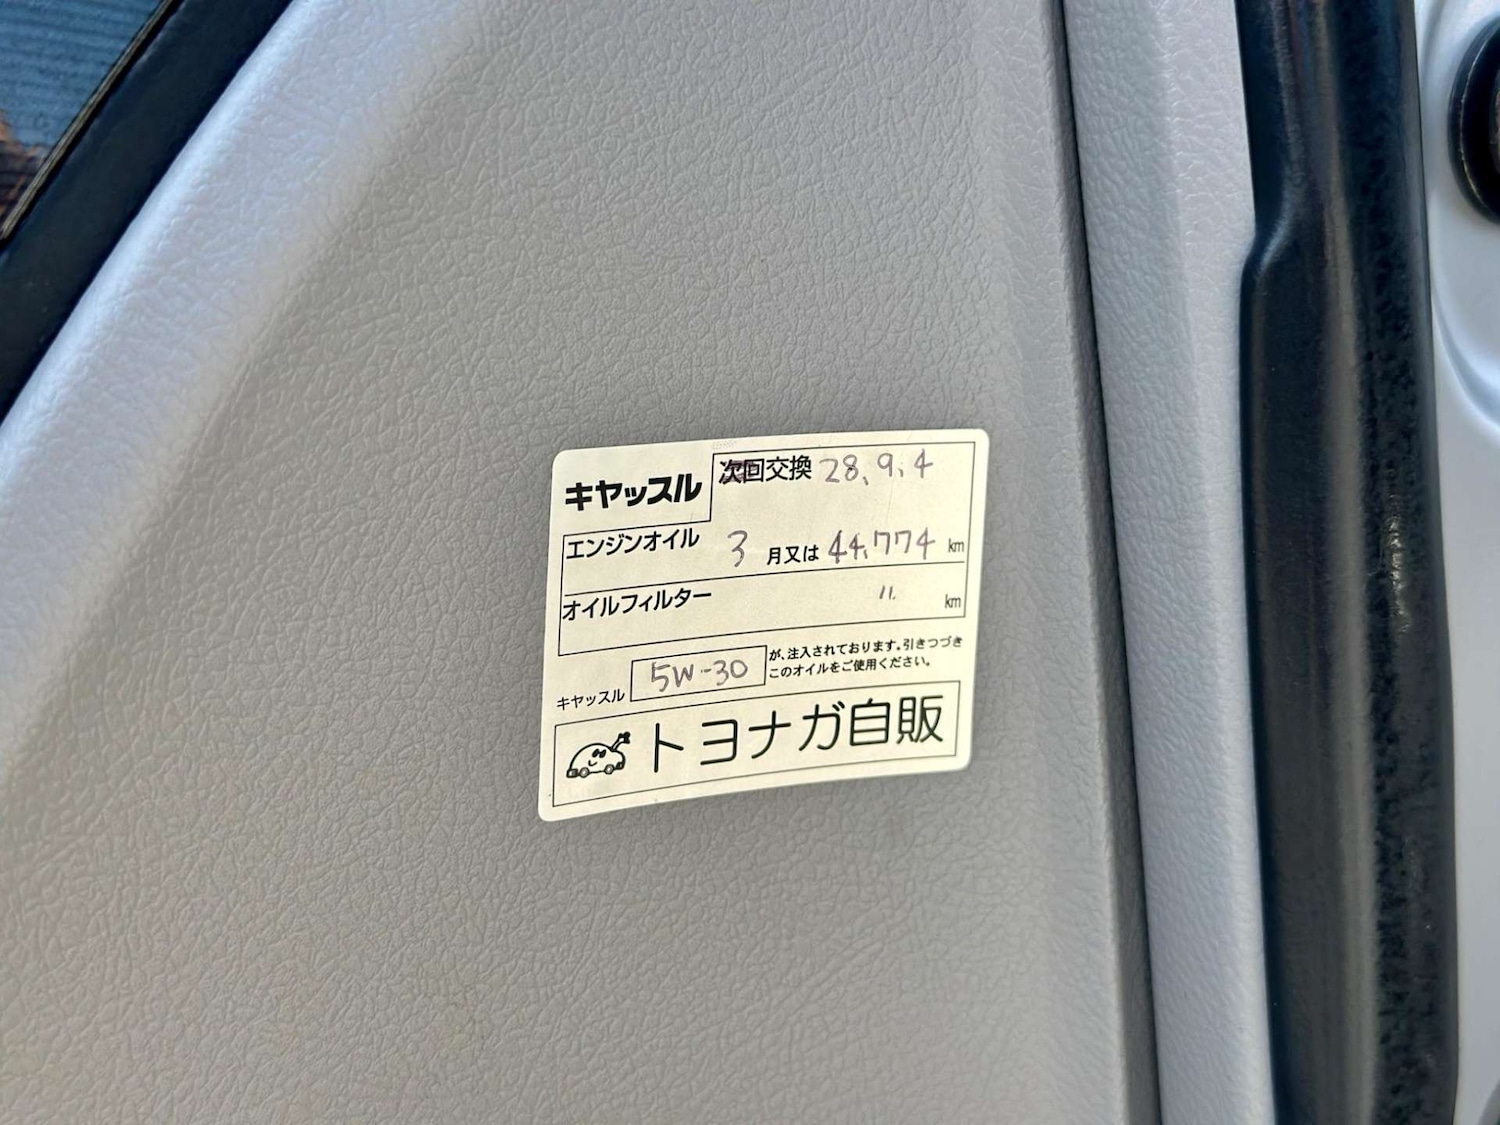 キヤッスル
次回交換 28.9.4
エンジンオイル 3 月又は 44,774 km
オイルフィルター 〃 km
キヤッスル 5W-30 が、注入されております。引きつづき
このオイルをご使用ください。
トヨナガ自販